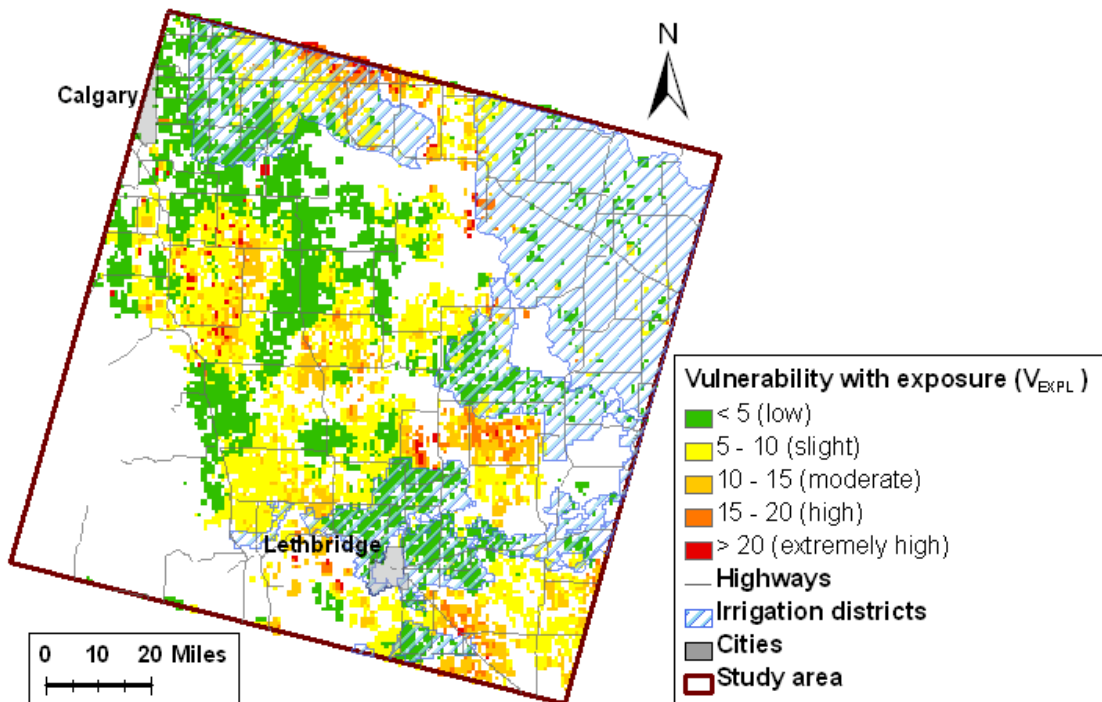 N
Calgary
Lethbridge
Vulnerability with exposure (V_EXPL )
< 5 (low)
5 - 10 (slight)
10 - 15 (moderate)
15 - 20 (high)
> 20 (extremely high)
Highways
Irrigation districts
Cities
Study area
0 10 20 Miles